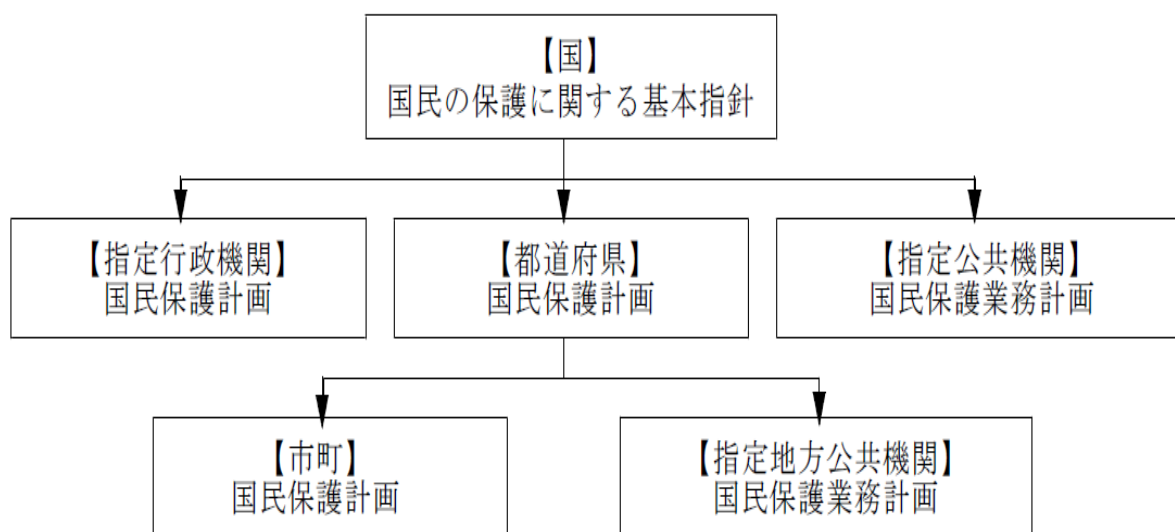 【国】
国民の保護に関する基本指針
【指定行政機関】
国民保護計画
【都道府県】
国民保護計画
【指定公共機関】
国民保護業務計画
【市町】
国民保護計画
【指定地方公共機関】
国民保護業務計画